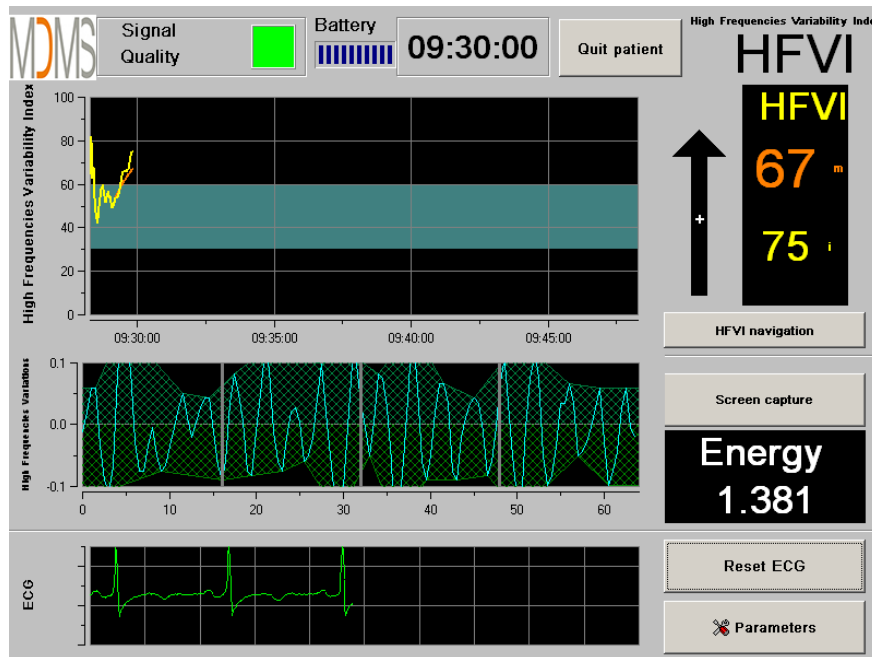 MDMS
Signal
Quality
Battery
09:30:00
Quit patient
High Frequencies Variability Inde
HFVI
High Frequencies Variability Index
100
80
60
40
20
0
09:30:00
09:35:00
09:40:00
09:45:00
HFVI
67 m
75 i
+
HFVI navigation
High Frequencies Variations
0.1
0.0
-0.1
0
10
20
30
40
50
60
Screen capture
Energy
1.381
ECG
Reset ECG
Parameters